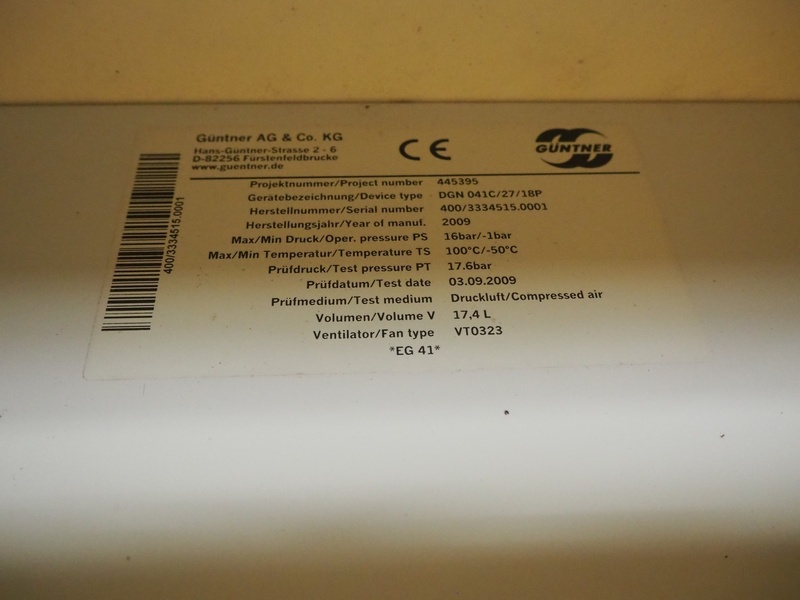 Güntner AG & Co. KG
Hans-Güntner-Strasse 2 - 6
D-82256 Fürstenfeldbrucke
www.guentner.de
CE
GÜNTNER
Projektnummer/Project number 445395
Gerätebezeichnung/Device type DGN 041C/27/18P
Herstellnummer/Serial number 400/3334515.0001
Herstellungsjahr/Year of manuf. 2009
Max/Min Druck/Oper. pressure PS 16bar/-1bar
Max/Min Temperatur/Temperature TS 100°C/-50°C
Prüfdruck/Test pressure PT 17.6bar
Prüfdatum/Test date 03.09.2009
Prüfmedium/Test medium Druckluft/Compressed air
Volumen/Volume V 17,4 L
Ventilator/Fan type VT0323
*EG 41*
400/3334515.0001